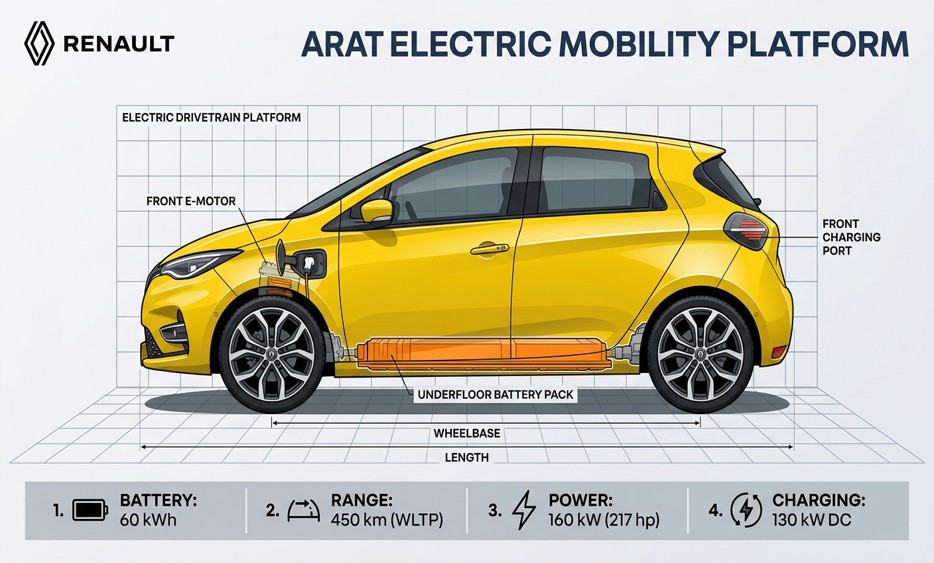 RENAULT
ARAT ELECTRIC MOBILITY PLATFORM
ELECTRIC DRIVETRAIN PLATFORM
FRONT E-MOTOR
FRONT
CHARGING
PORT
UNDERFLOOR BATTERY PACK
WHEELBASE
LENGTH
1. BATTERY:
60 kWh
2. RANGE:
450 km (WLTP)
3. POWER:
160 kW (217 hp)
4. CHARGING:
130 kW DC